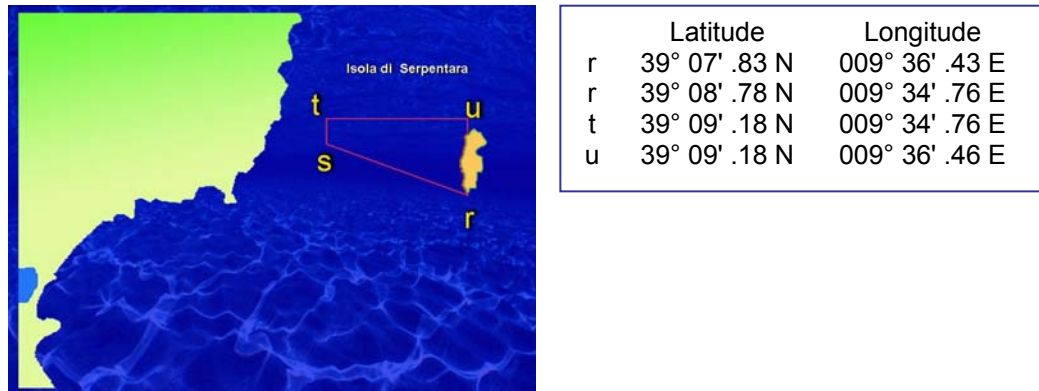 Isola di Serpentara
t
u
s
r
Latitude Longitude
r 39° 07' .83 N 009° 36' .43 E
r 39° 08' .78 N 009° 34' .76 E
t 39° 09' .18 N 009° 34' .76 E
u 39° 09' .18 N 009° 36' .46 E